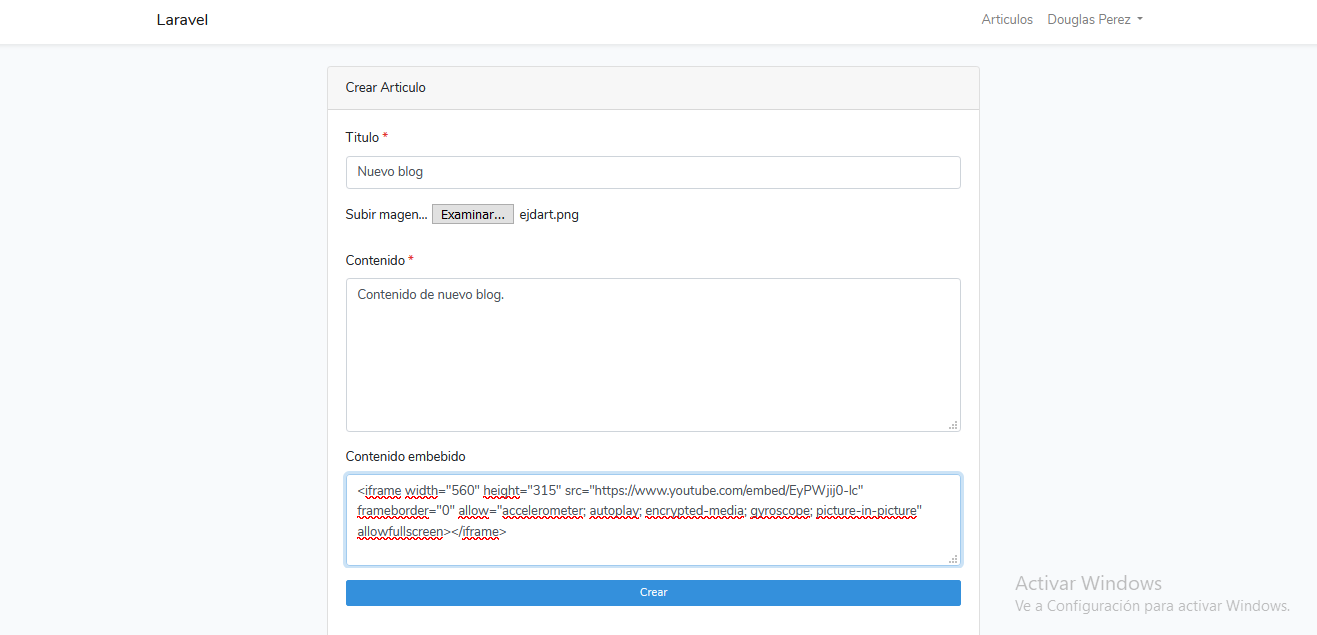 Laravel
Articulos Douglas Perez
Crear Articulo
Titulo *
Nuevo blog
Subir magen... Examinar... ejdart.png
Contenido *
Contenido de nuevo blog.
Contenido embebido
<iframe width="560" height="315" src="https://www.youtube.com/embed/EyPWjij0-lc"
frameborder="0" allow="accelerometer; autoplay; encrypted-media; gyroscope; picture-in-picture"
allowfullscreen></iframe>
Crear
Activar Windows
Ve a Configuración para activar Windows.